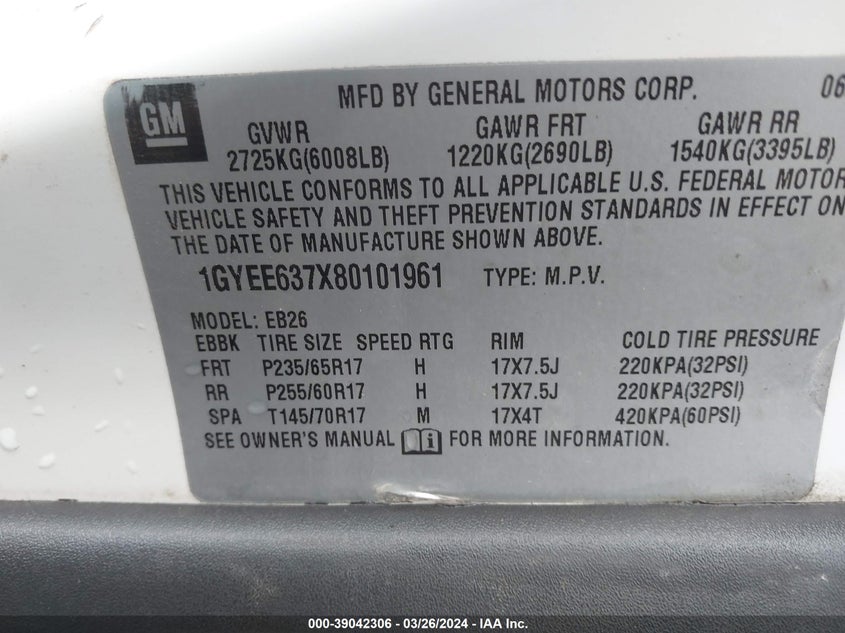 MFD BY GENERAL MOTORS CORP. 06
GM
GVWR GAWR FRT GAWR RR
2725KG(6008LB) 1220KG(2690LB) 1540KG(3395LB)
THIS VEHICLE CONFORMS TO ALL APPLICABLE U.S. FEDERAL MOTOR
VEHICLE SAFETY AND THEFT PREVENTION STANDARDS IN EFFECT ON
THE DATE OF MANUFACTURE SHOWN ABOVE.
1GYEE637X80101961 TYPE: M.P.V.
MODEL: EB26
EBBK TIRE SIZE SPEED RTG RIM COLD TIRE PRESSURE
FRT P235/65R17 H 17X7.5J 220KPA(32PSI)
RR P255/60R17 H 17X7.5J 220KPA(32PSI)
SPA T145/70R17 M 17X4T 420KPA(60PSI)
SEE OWNER'S MANUAL i FOR MORE INFORMATION.
000-39042306 - 03/26/2024 - IAA Inc.